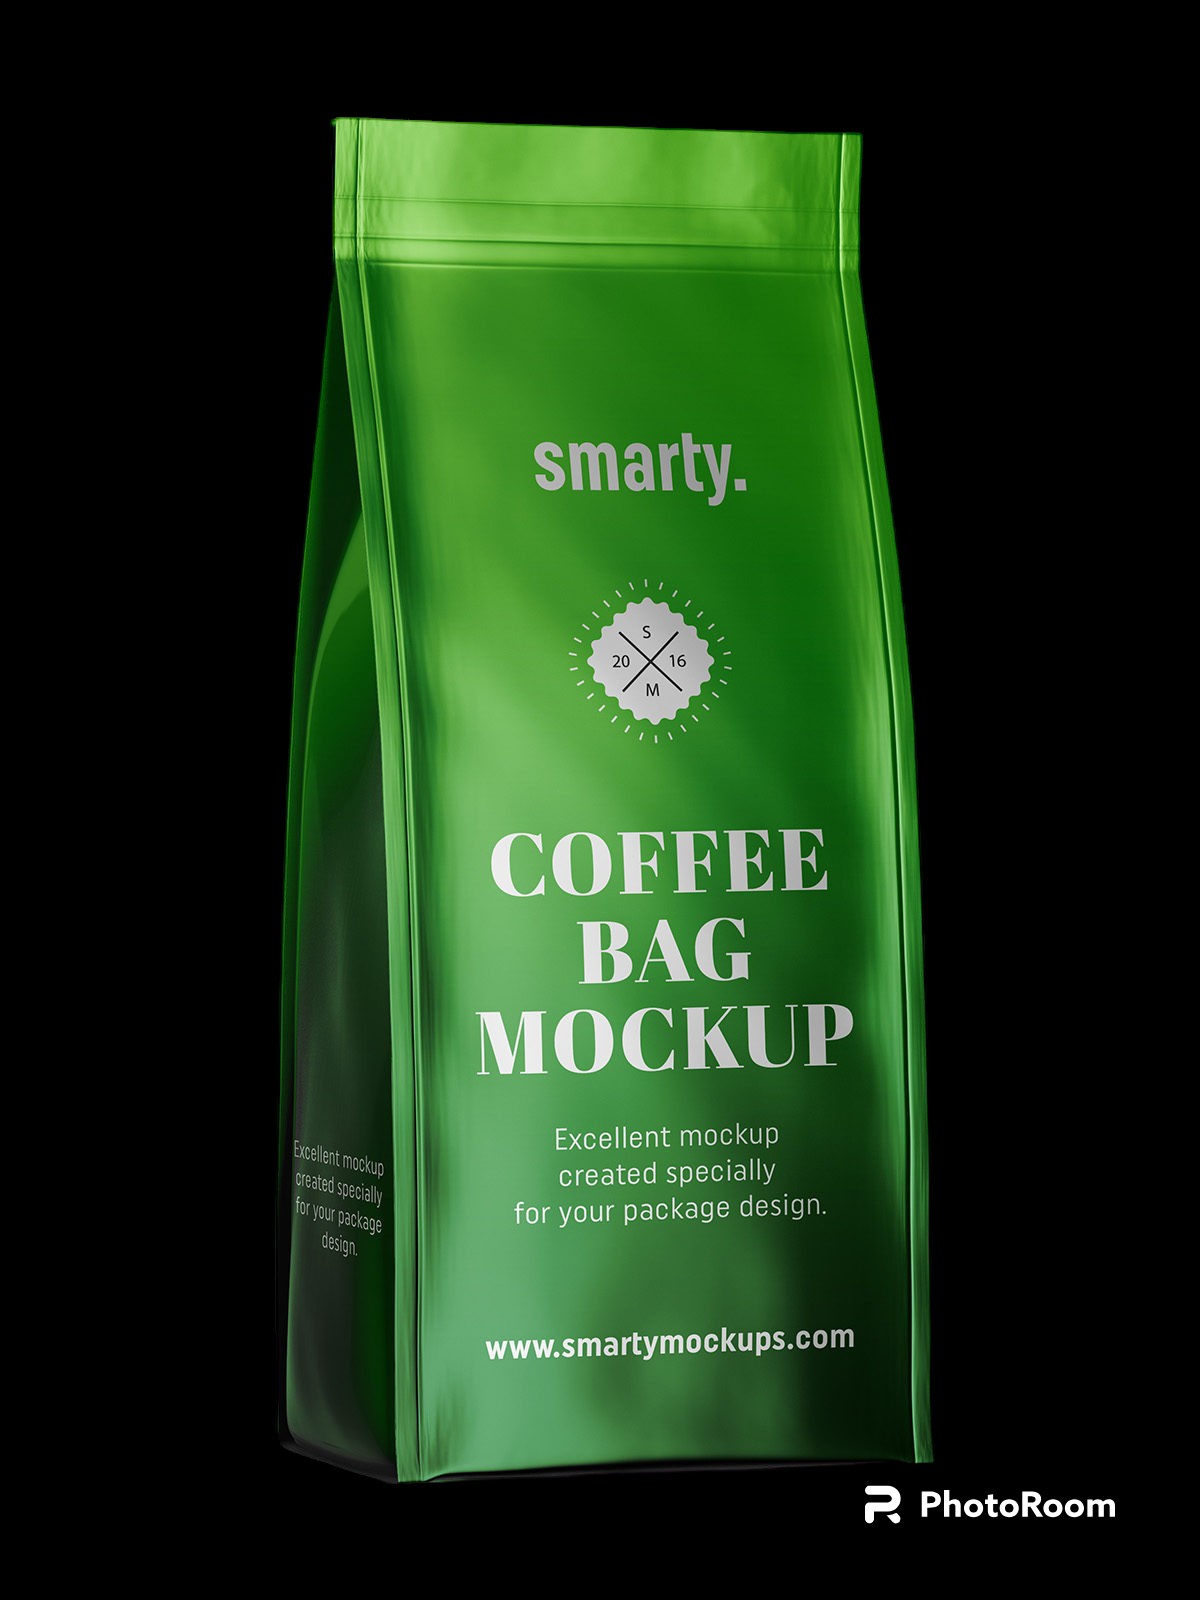 smarty.
S
20 16
M
COFFEE
BAG
MOCKUP
Excellent mockup
created specially
for your package design.
www.smartymockups.com
Excellent mockup
created specially
for your package
design.
PhotoRoom